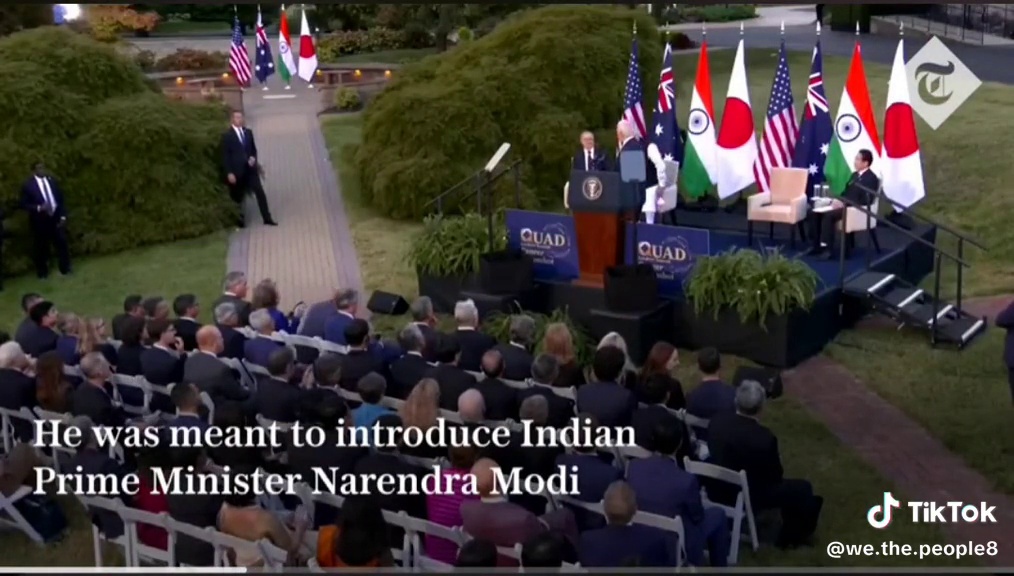 QUAD
QUAD
He was meant to introduce Indian
Prime Minister Narendra Modi
TikTok
@we.the.people8